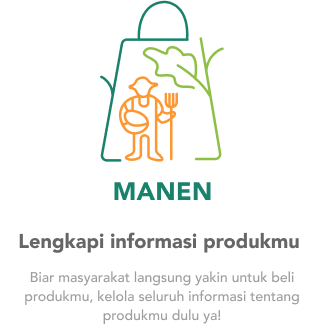 MANEN
Lengkapi informasi produkmu
Biar masyarakat langsung yakin untuk beli
produkmu, kelola seluruh informasi tentang
produkmu dulu ya!